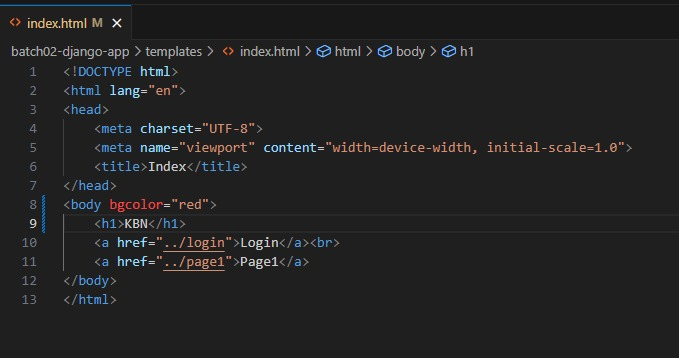 index.html M
batch02-django-app > templates > index.html > html > body > h1
1 <!DOCTYPE html>
2 <html lang="en">
3 <head>
4     <meta charset="UTF-8">
5     <meta name="viewport" content="width=device-width, initial-scale=1.0">
6     <title>Index</title>
7 </head>
8 <body bgcolor="red">
9     <h1>KBN</h1>
10     <a href="../login">Login</a><br>
11     <a href="../page1">Page1</a>
12 </body>
13 </html>